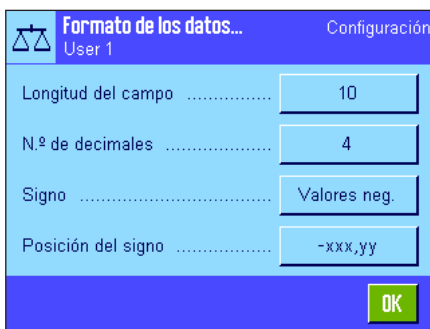 Formato de los datos... Configuración
User 1
Longitud del campo ................ 10
N.º de decimales ..................... 4
Signo .................................... Valores neg.
Posición del signo .................. -xxx,yy
OK